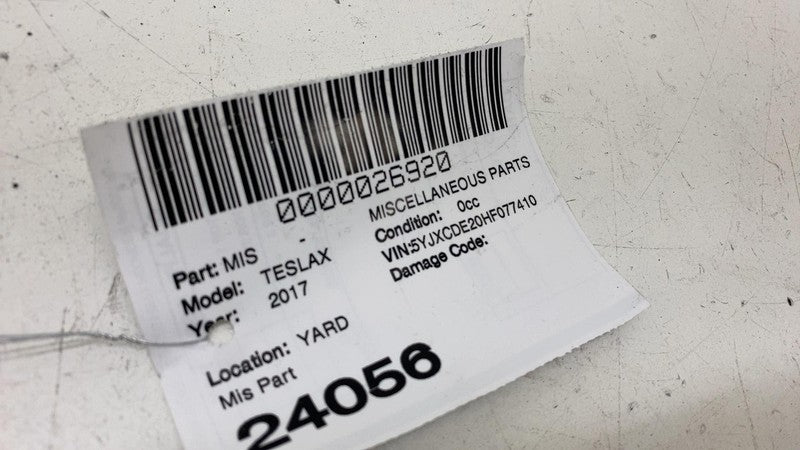 0000026920
Part: MIS - MISCELLANEOUS PARTS
Model: TESLAX Condition: 0cc
Year: 2017 VIN:5YJXCDE20HF077410
Damage Code:
Location: YARD
Mis Part
24056